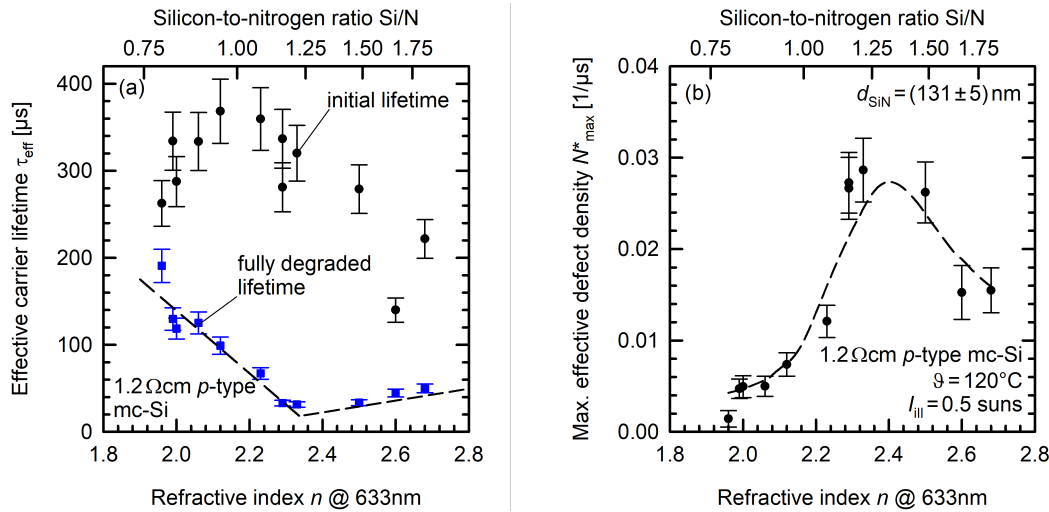 Silicon-to-nitrogen ratio Si/N
0.75 1.00 1.25 1.50 1.75
(a)
400
300
200
100
0
Effective carrier lifetime τeff [µs]
initial lifetime
fully degraded
lifetime
1.2 Ωcm p-type
mc-Si
1.8 2.0 2.2 2.4 2.6 2.8
Refractive index n @ 633nm
Silicon-to-nitrogen ratio Si/N
0.75 1.00 1.25 1.50 1.75
(b)
dSiN = (131 ± 5) nm
0.04
0.03
0.02
0.01
0.00
Max. effective defect density N*max [1/µs]
1.2 Ωcm p-type mc-Si
ϑ = 120°C
Iill = 0.5 suns
1.8 2.0 2.2 2.4 2.6 2.8
Refractive index n @ 633nm